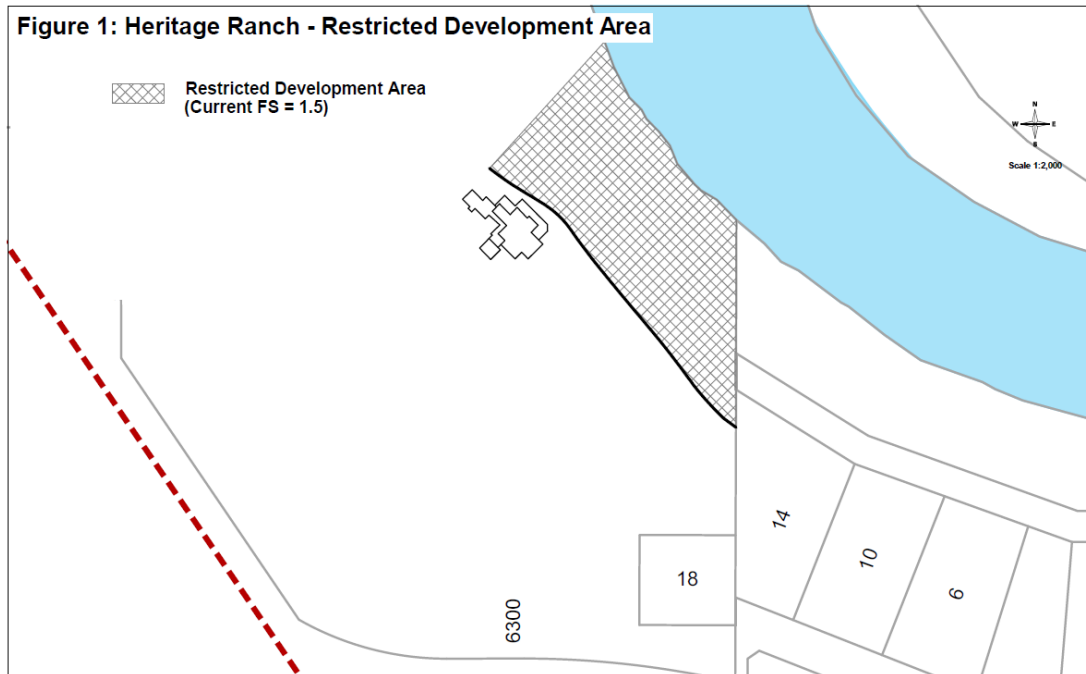 Figure 1: Heritage Ranch - Restricted Development Area
Restricted Development Area
(Current FS = 1.5)
N
W E
S
Scale 1:2,000
14
10
6
18
6300